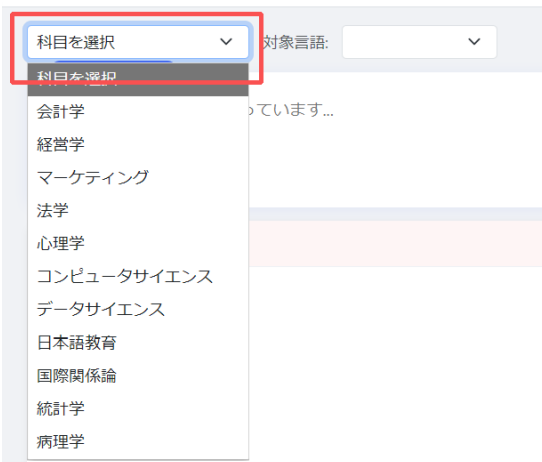 科目を選択 対象言語:
科目を選択
っています...
会計学
経営学
マーケティング
法学
心理学
コンピュータサイエンス
データサイエンス
日本語教育
国際関係論
統計学
病理学